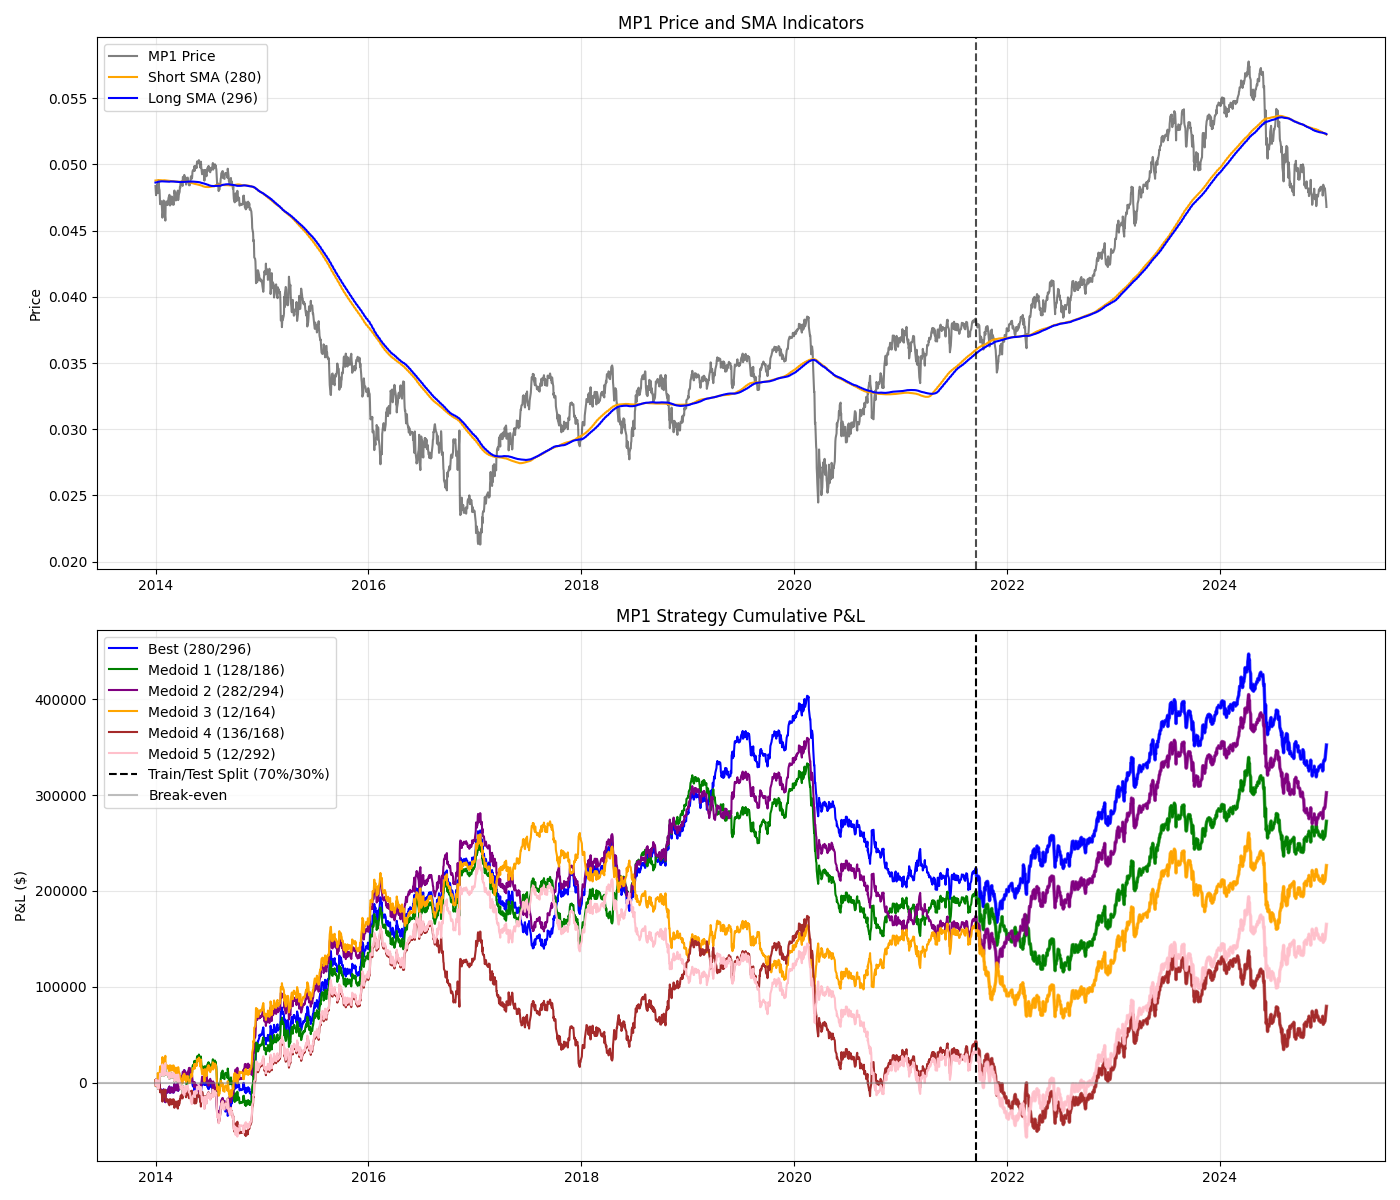 MP1 Price and SMA Indicators
MP1 Price
Short SMA (280)
Long SMA (296)
Price
0.055
0.050
0.045
0.040
0.035
0.030
0.025
0.020
2014 2016 2018 2020 2022 2024
MP1 Strategy Cumulative P&L
Best (280/296)
Medoid 1 (128/186)
Medoid 2 (282/294)
Medoid 3 (12/164)
Medoid 4 (136/168)
Medoid 5 (12/292)
Train/Test Split (70%/30%)
Break-even
P&L ($)
400000
300000
200000
100000
0
2014 2016 2018 2020 2022 2024